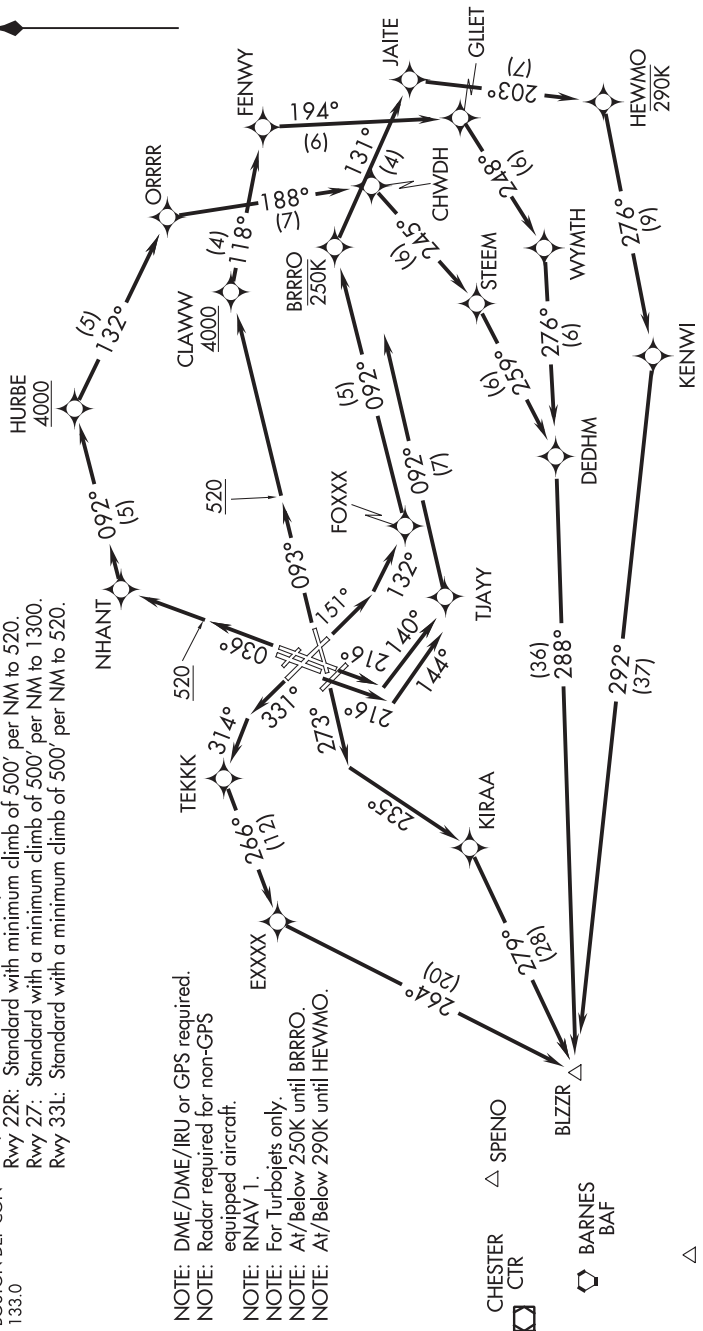 BOSTON DEP CON
133.0
Rwy 22R: Standard with minimum climb of 500' per NM to 520.
Rwy 27: Standard with a minimum climb of 500' per NM to 1300.
Rwy 33L: Standard with a minimum climb of 500' per NM to 520.
NOTE: DME/DME/IRU or GPS required.
NOTE: Radar required for non-GPS
equipped aircraft.
NOTE: RNAV 1.
NOTE: For Turbojets only.
NOTE: At/Below 250K until BRRRO.
NOTE: At/Below 290K until HEWMO.
HURBE
4000
(5)
132°
ORRRR
092°
(5)
NHANT
036°
520
520
093°
CLAWW
4000
(4)
118°
FENWY
194°
(6)
188°
(7)
BRRRO
250K
131°
(4)
JAITE
GLLET
203°
(7)
HEWMO
290K
CHWDH
245°
(6)
248°
(6)
STEEM
WYMTH
276°
(9)
276°
(6)
259°
(6)
DEDHM
KENWI
(5)
092°
092°
(7)
FOXXX
151°
132°
TJAYY
216°
140°
216°
144°
331°
314°
TEKKK
266°
(12)
EXXXX
264°
(20)
273°
235°
KIRAA
279°
(28)
(36)
288°
292°
(37)
BLZZR
SPENO
CHESTER
CTR
BARNES
BAF